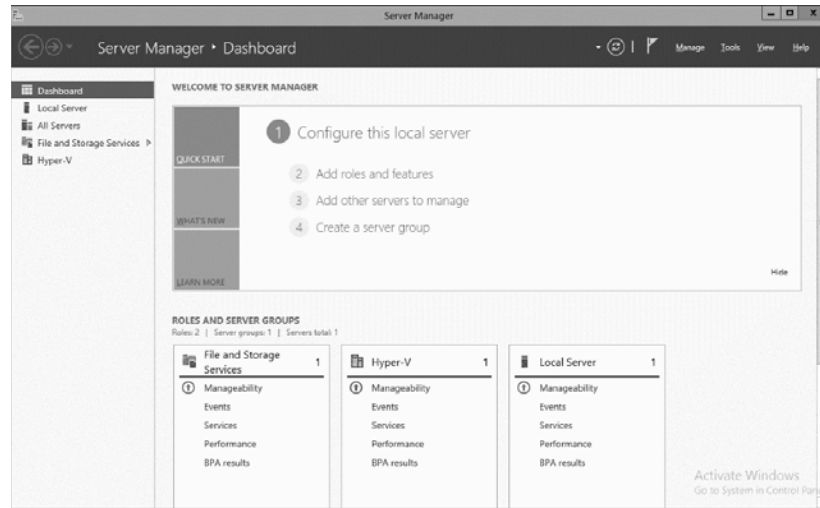 Server Manager
Server Manager • Dashboard
Manage Tools View Help
Dashboard
Local Server
All Servers
File and Storage Services
Hyper-V
WELCOME TO SERVER MANAGER
QUICK START
WHAT'S NEW
LEARN MORE
1 Configure this local server
2 Add roles and features
3 Add other servers to manage
4 Create a server group
Hide
ROLES AND SERVER GROUPS
Roles: 2 | Server groups: 1 | Servers total: 1
File and Storage
Services 1
Manageability
Events
Services
Performance
BPA results
Hyper-V 1
Manageability
Events
Services
Performance
BPA results
Local Server 1
Manageability
Events
Services
Performance
BPA results
Activate Windows
Go to System in Control Pan